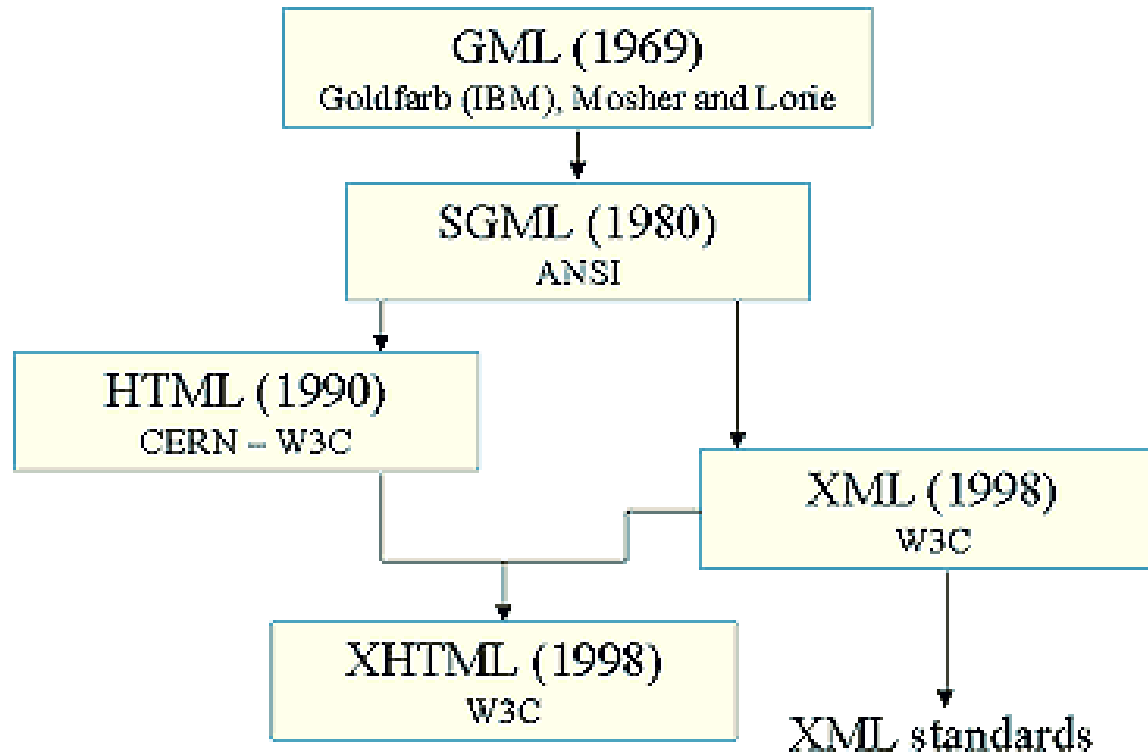 GML (1969)
Goldfarb (IBM), Mosher and Lorie
SGML (1980)
ANSI
HTML (1990)
CERN – W3C
XML (1998)
W3C
XHTML (1998)
W3C
XML standards